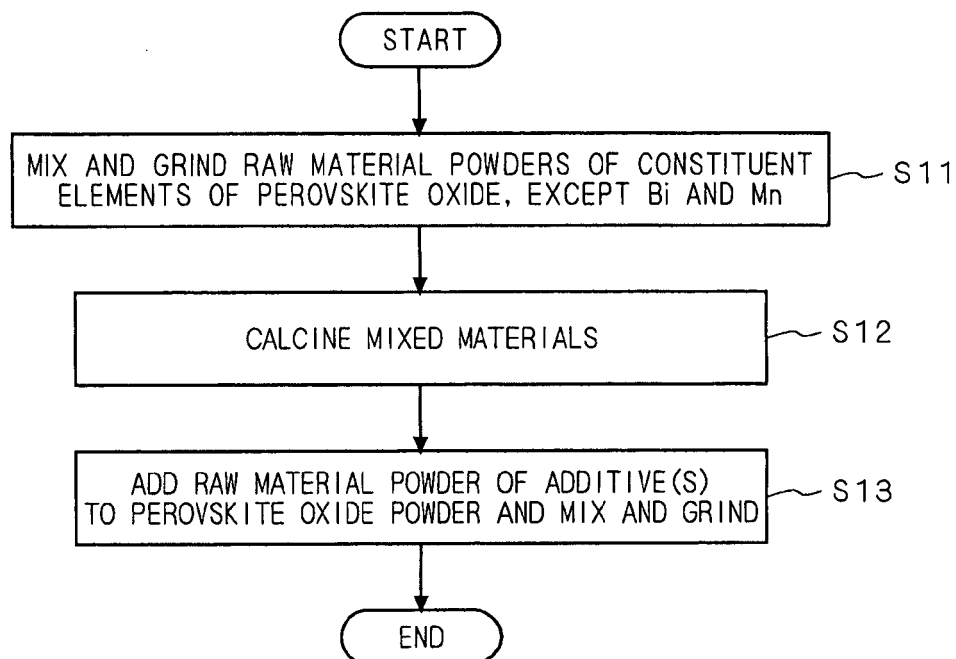 START
MIX AND GRIND RAW MATERIAL POWDERS OF CONSTITUENT
ELEMENTS OF PEROVSKITE OXIDE, EXCEPT Bi AND Mn
S11
CALCINE MIXED MATERIALS
S12
ADD RAW MATERIAL POWDER OF ADDITIVE(S)
TO PEROVSKITE OXIDE POWDER AND MIX AND GRIND
S13
END